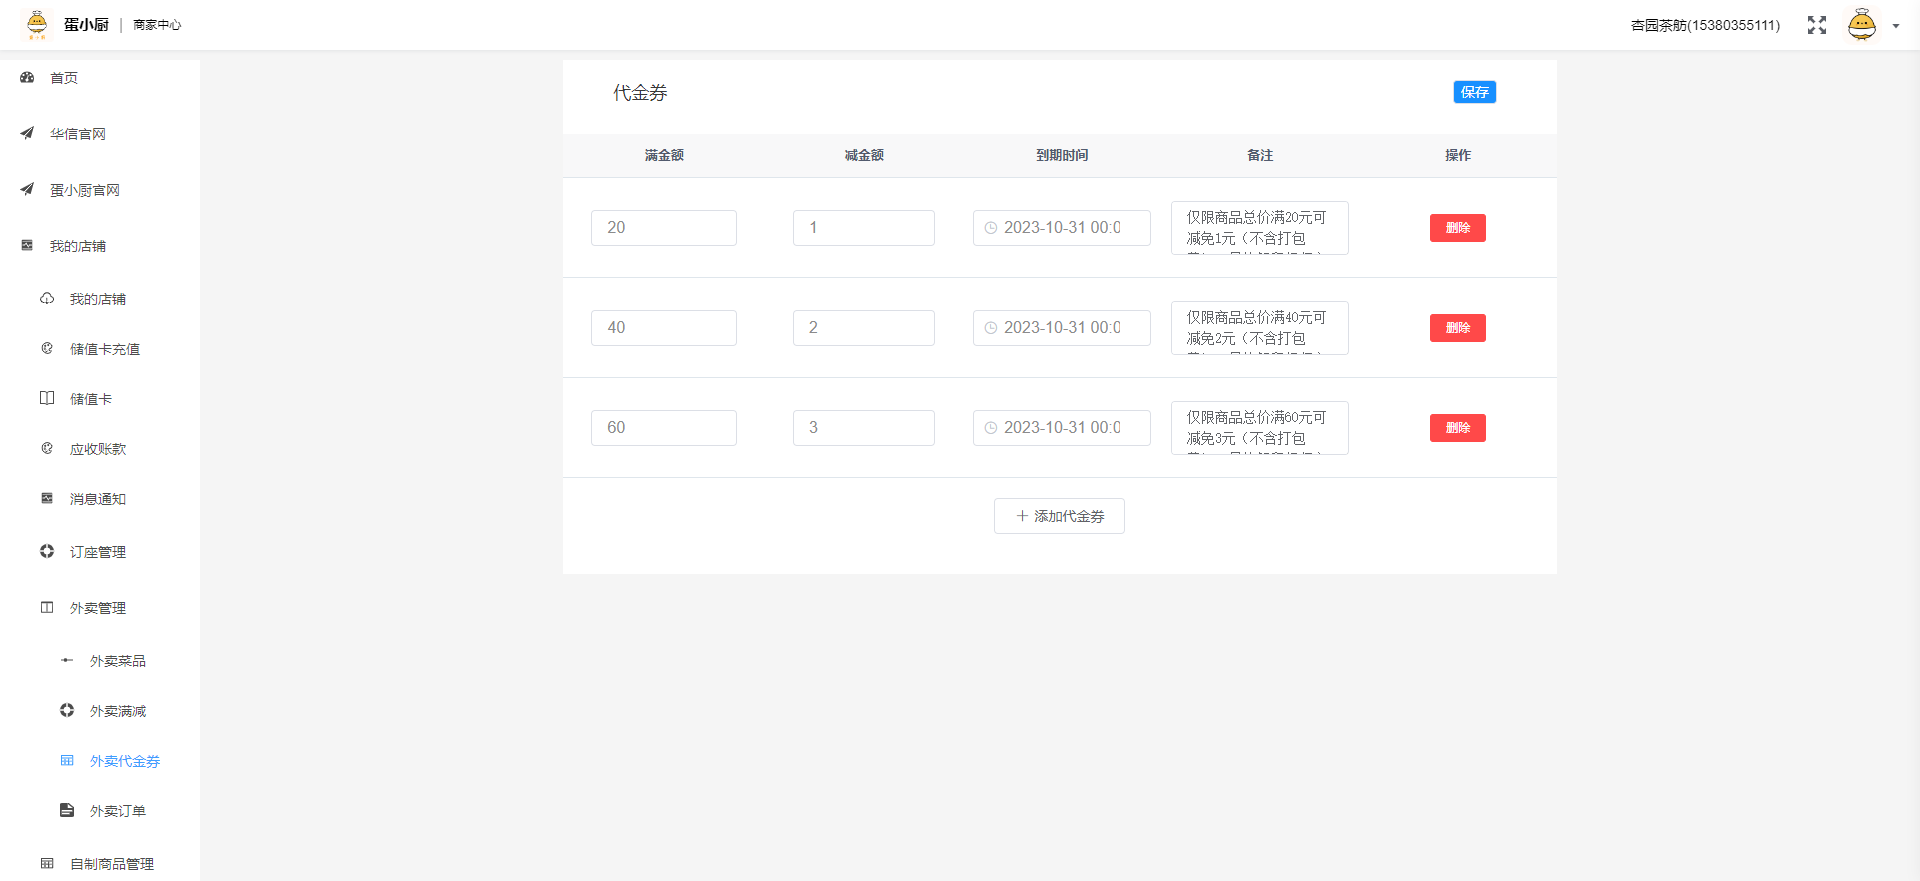 蛋小厨 | 商家中心
杏园茶舫(15380355111)
首页
华信官网
蛋小厨官网
我的店铺
我的店铺
储值卡充值
储值卡
应收账款
消息通知
订座管理
外卖管理
外卖菜品
外卖满减
外卖代金券
外卖订单
自制商品管理
代金券
保存
满金额 减金额 到期时间 备注 操作
20 1 2023-10-31 00:0 仅限商品总价满20元可
减免1元（不含打包
删除
40 2 2023-10-31 00:0 仅限商品总价满40元可
减免2元（不含打包
删除
60 3 2023-10-31 00:0 仅限商品总价满60元可
减免3元（不含打包
删除
添加代金券